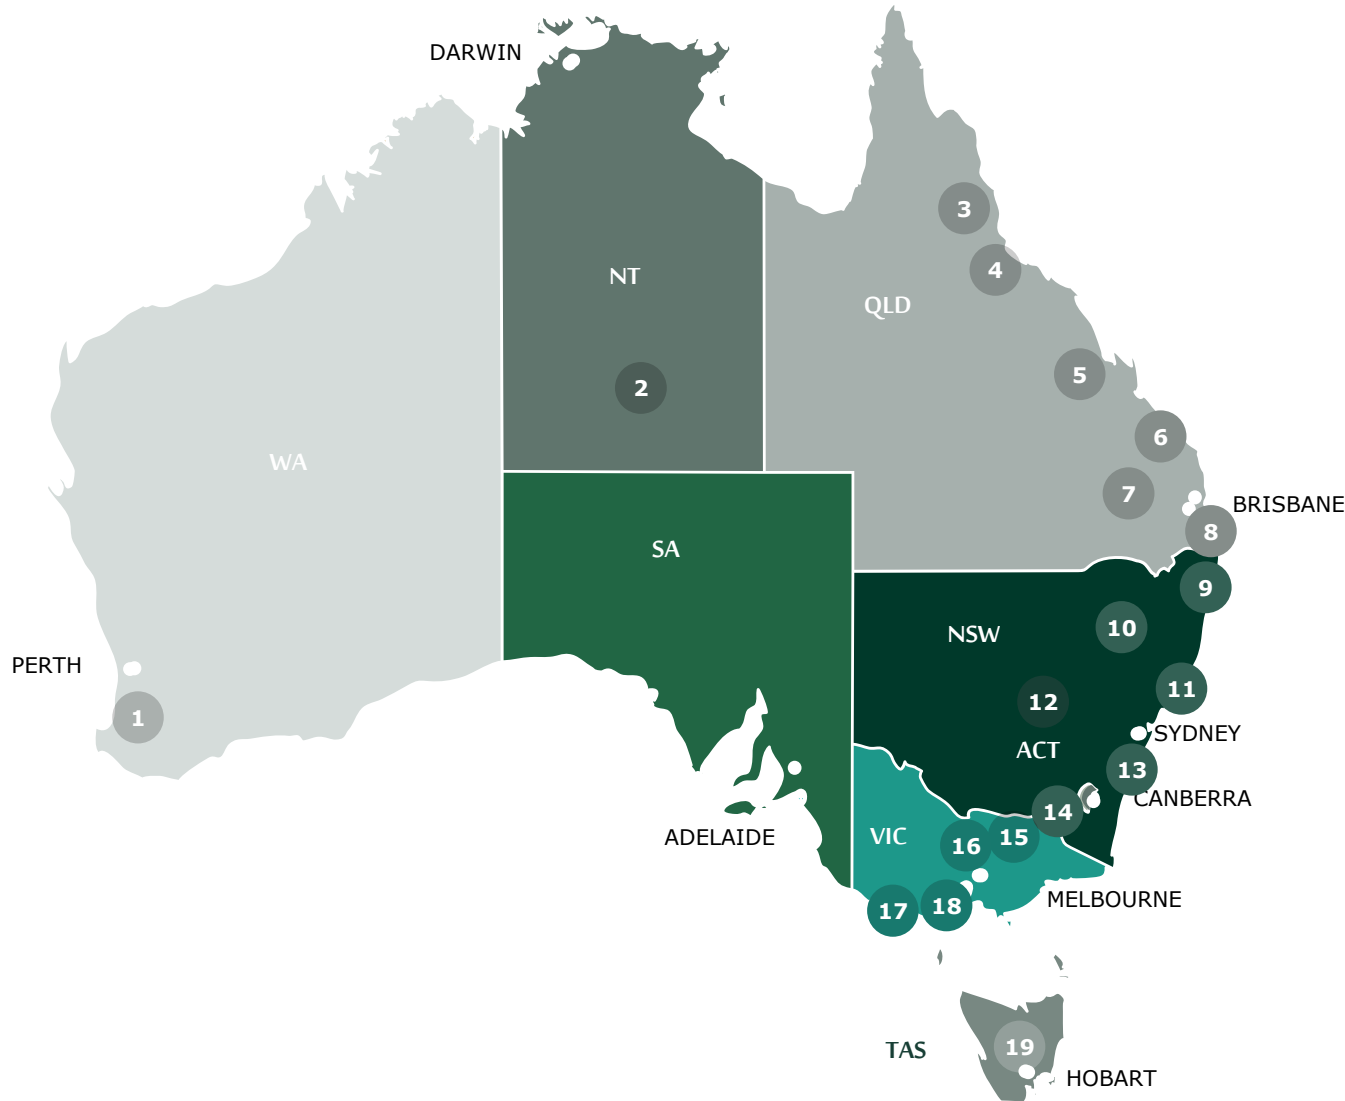 DARWIN
3
4
NT
QLD
5
2
6
WA
7
BRISBANE
8
SA
9
10
NSW
PERTH
11
12
1
SYDNEY
ACT
13
CANBERRA
14
ADELAIDE
VIC
15
16
MELBOURNE
17
18
19
TAS
HOBART